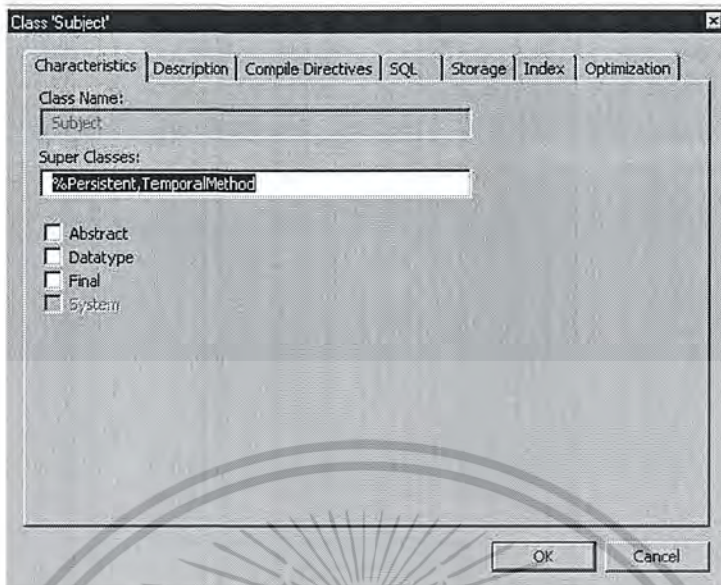 Class 'Subject'
Characteristics Description Compile Directives SQL Storage Index Optimization
Class Name:
Subject
Super Classes:
%Persistent,TemporalMethod
Abstract
Datatype
Final
System
OK Cancel